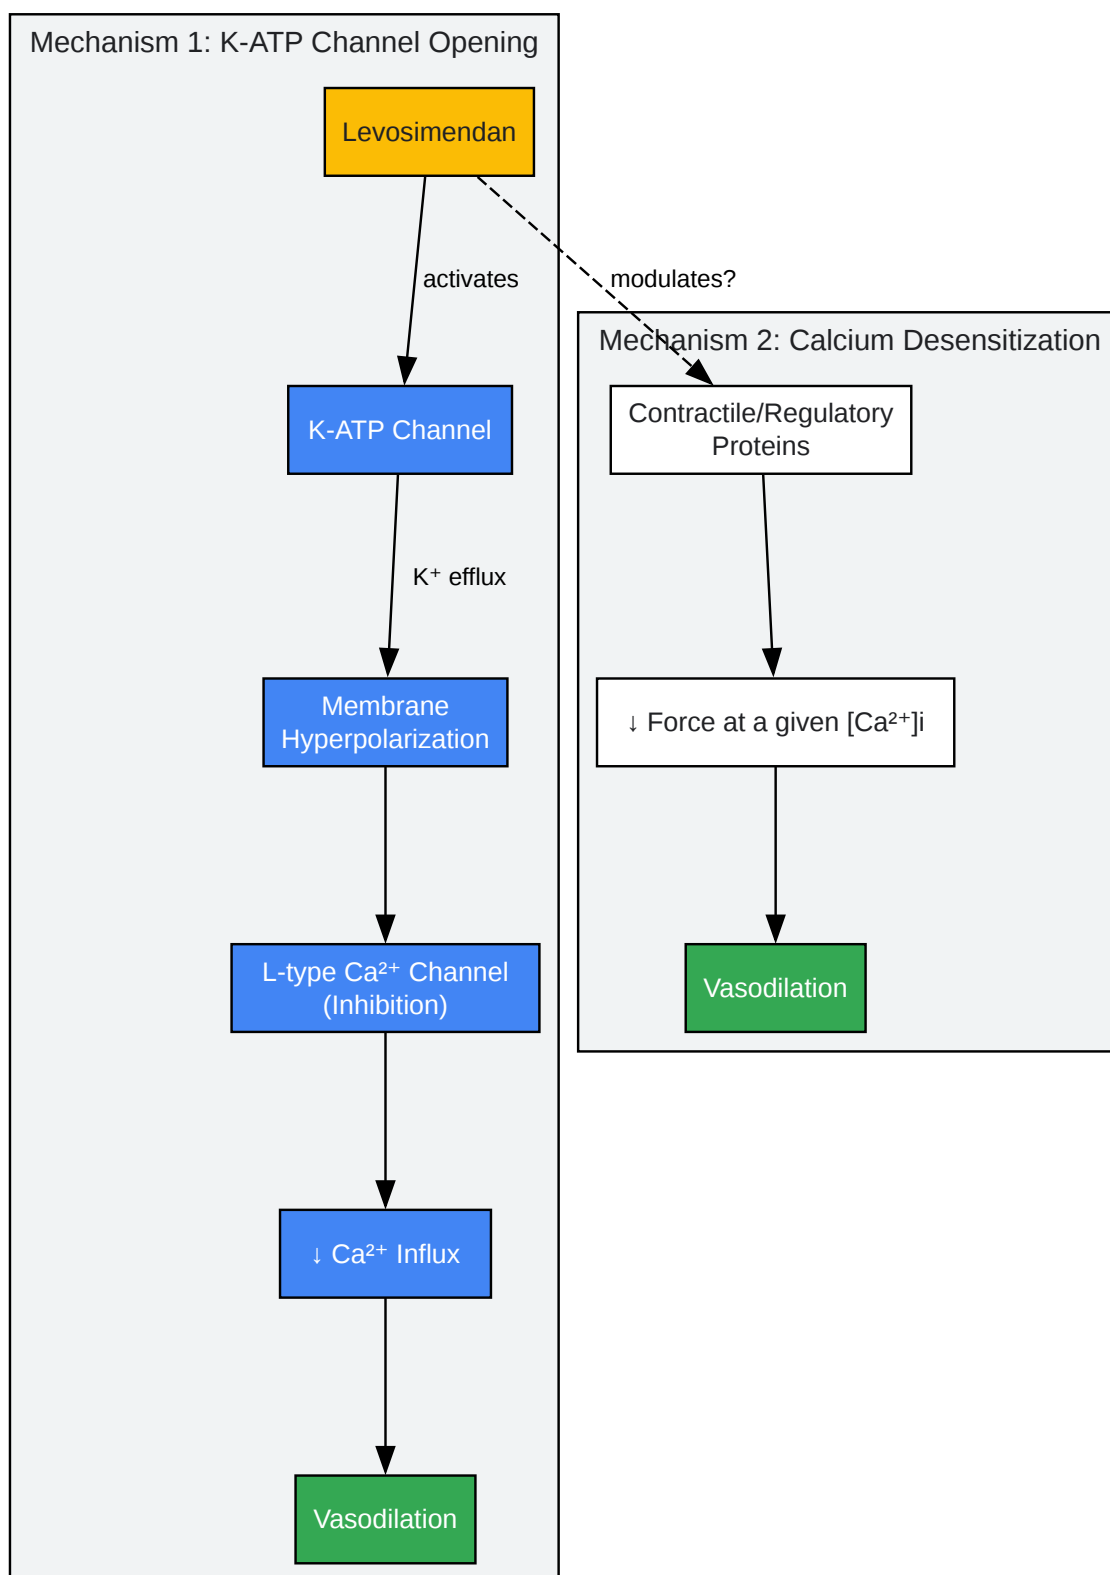 Mechanism 1: K-ATP Channel Opening
Levosimendan
activates
K-ATP Channel
K⁺ efflux
Membrane
Hyperpolarization
L-type Ca²⁺ Channel
(Inhibition)
↓ Ca²⁺ Influx
Vasodilation
modulates?
Mechanism 2: Calcium Desensitization
Contractile/Regulatory
Proteins
↓ Force at a given [Ca²⁺]i
Vasodilation